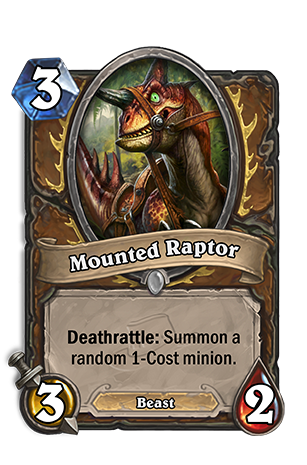 3
Mounted Raptor
Deathrattle: Summon a
random 1-Cost minion.
3
Beast
2